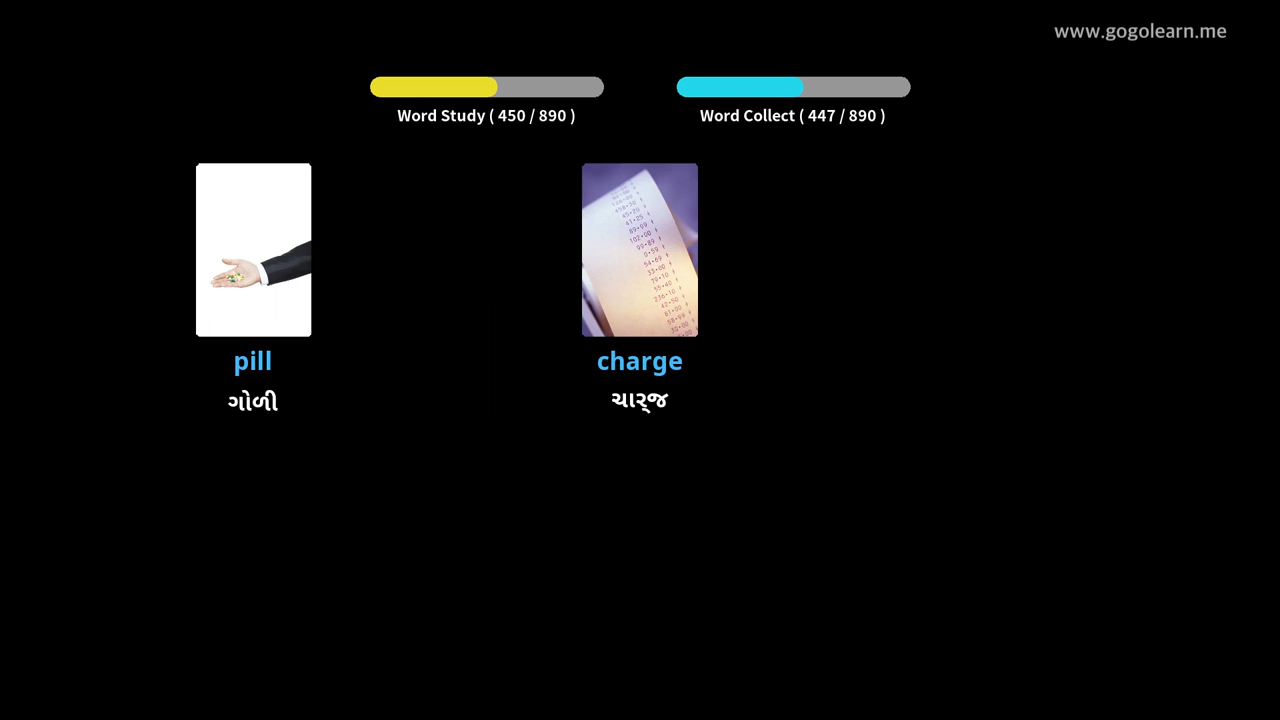 www.gogolearn.me
Word Study ( 450 / 890 )
Word Collect ( 447 / 890 )
pill
ગોળી
charge
ચાર્જ